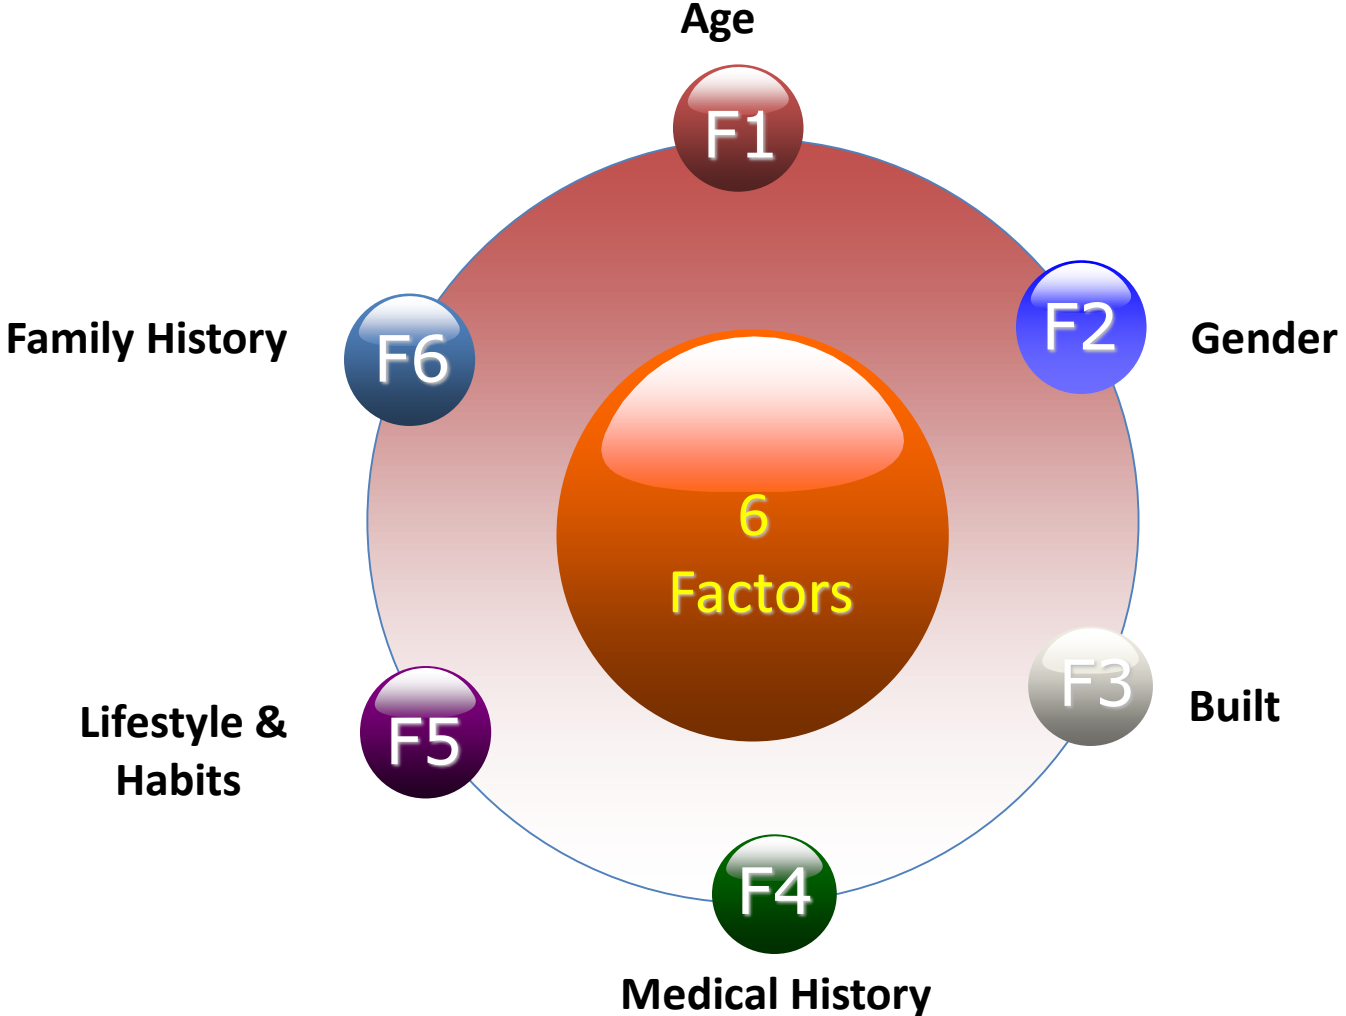 Age
F1
F2
Gender
F3
Built
F4
Medical History
F5
Lifestyle &
Habits
F6
Family History
6
Factors